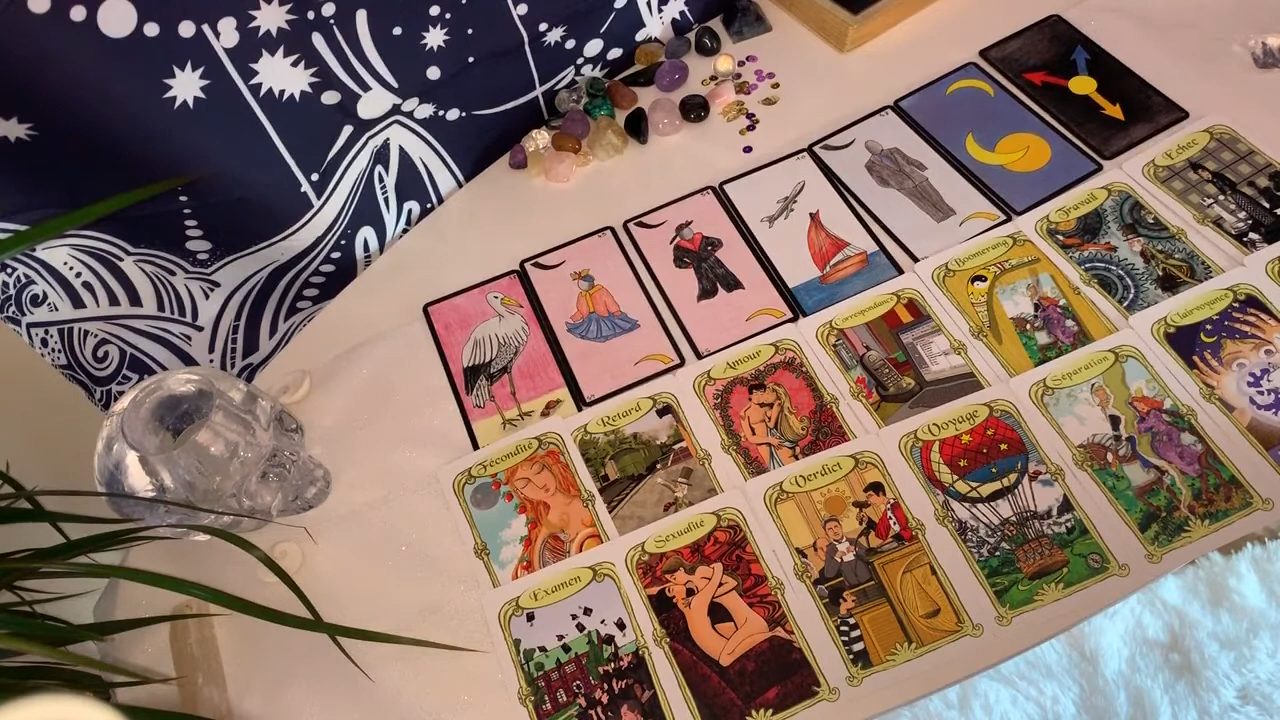 Echec
Travail
Boomerang
Correspondance
Amour
Retard
Fécondité
Clairvoyance
Séparation
Voyage
Verdict
Sexualité
Examen